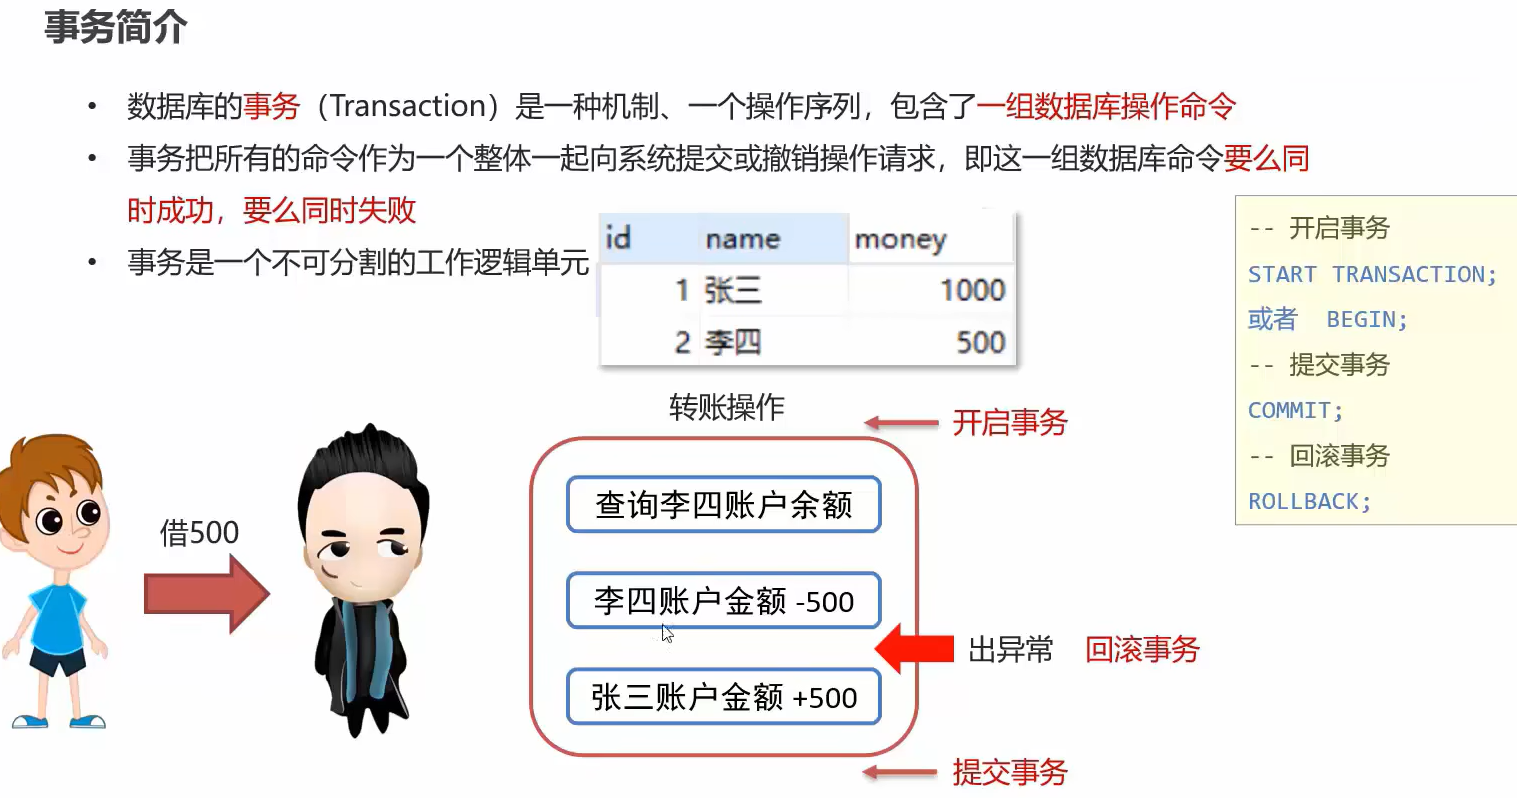 事务简介
• 数据库的事务（Transaction）是一种机制、一个操作序列，包含了一组数据库操作命令
• 事务把所有的命令作为一个整体一起向系统提交或撤销操作请求，即这一组数据库命令要么同
时成功，要么同时失败
• 事务是一个不可分割的工作逻辑单元
id name money
1 张三 1000
2 李四 500
-- 开启事务
START TRANSACTION;
或者 BEGIN;
-- 提交事务
COMMIT;
-- 回滚事务
ROLLBACK;
转账操作
开启事务
借500
查询李四账户余额
李四账户金额 -500
出异常 回滚事务
张三账户金额 +500
提交事务